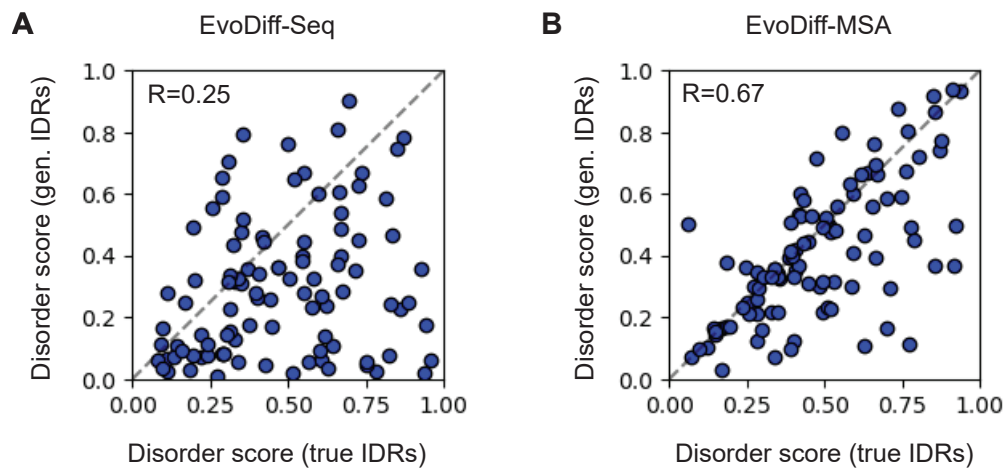 A
EvoDiff-Seq
Disorder score (gen. IDRs)
R=0.25
1.0
0.8
0.6
0.4
0.2
0.0
0.00 0.25 0.50 0.75 1.00
Disorder score (true IDRs)
B
EvoDiff-MSA
Disorder score (gen. IDRs)
R=0.67
1.0
0.8
0.6
0.4
0.2
0.0
0.00 0.25 0.50 0.75 1.00
Disorder score (true IDRs)